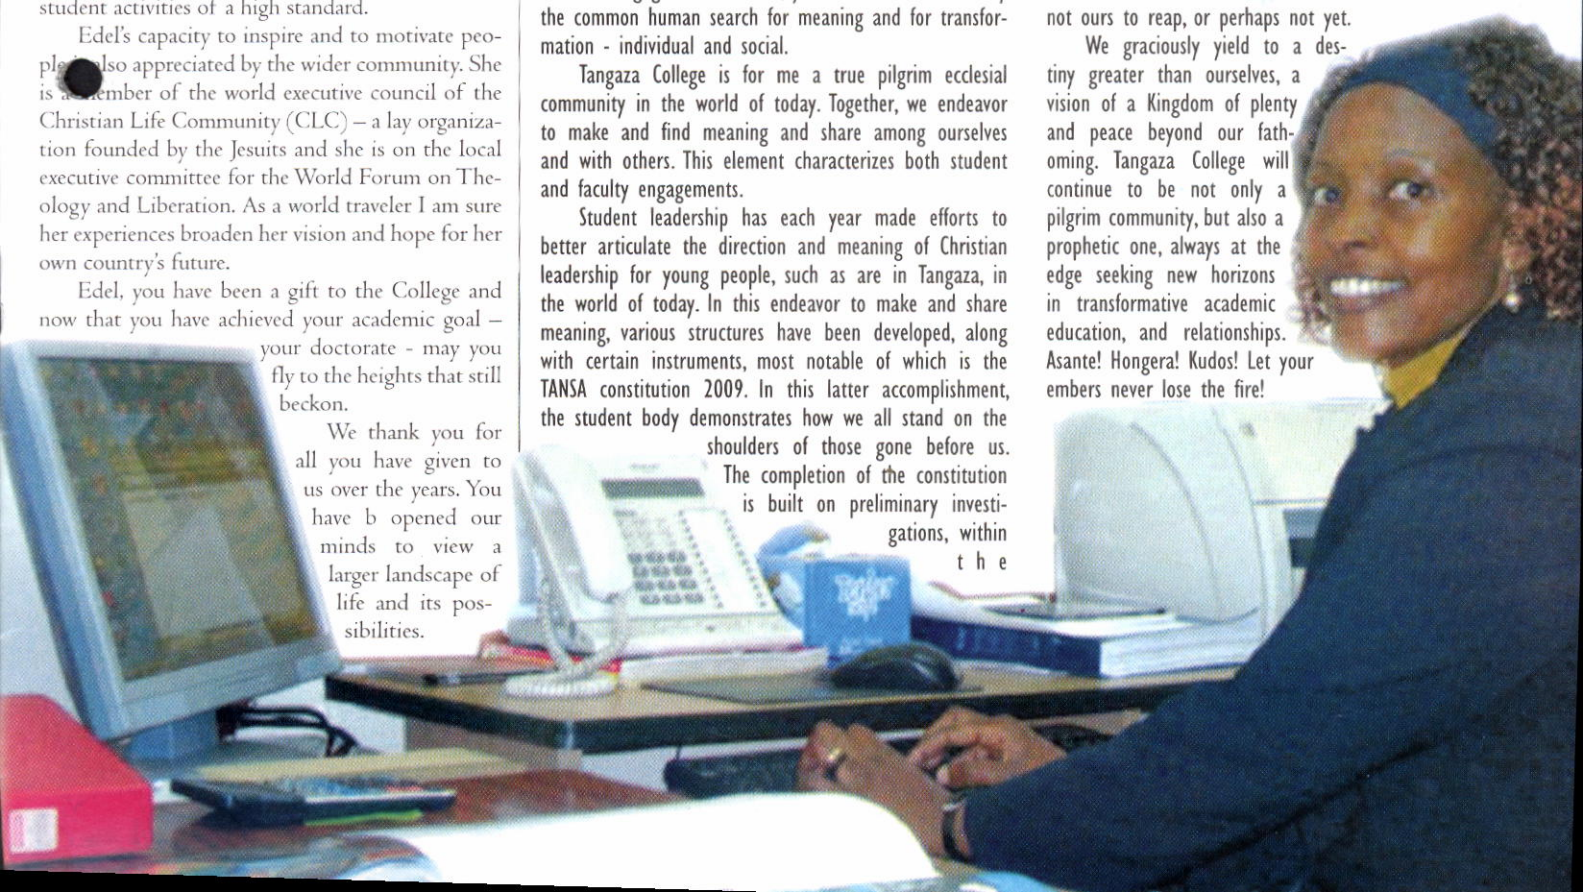 student activities of a high standard.
Edel's capacity to inspire and to motivate peo-
also appreciated by the wider community. She
is a member of the world executive council of the
Christian Life Community (CLC) – a lay organiza-
tion founded by the Jesuits and she is on the local
executive committee for the World Forum on The-
ology and Liberation. As a world traveler I am sure
her experiences broaden her vision and hope for her
own country's future.
Edel, you have been a gift to the College and
now that you have achieved your academic goal –
your doctorate - may you
fly to the heights that still
beckon.
We thank you for
all you have given to
us over the years. You
have b opened our
minds to view a
larger landscape of
life and its pos-
sibilities.
the common human search for meaning and for transfor-
mation - individual and social.
Tangaza College is for me a true pilgrim ecclesial
community in the world of today. Together, we endeavor
to make and find meaning and share among ourselves
and with others. This element characterizes both student
and faculty engagements.
Student leadership has each year made efforts to
better articulate the direction and meaning of Christian
leadership for young people, such as are in Tangaza, in
the world of today. In this endeavor to make and share
meaning, various structures have been developed, along
with certain instruments, most notable of which is the
TANSA constitution 2009. In this latter accomplishment,
the student body demonstrates how we all stand on the
shoulders of those gone before us.
The completion of the constitution
is built on preliminary investi-
gations, within
t h e
not ours to reap, or perhaps not yet.
We graciously yield to a des-
tiny greater than ourselves, a
vision of a Kingdom of plenty
and peace beyond our fath-
oming. Tangaza College will
continue to be not only a
pilgrim community, but also a
prophetic one, always at the
edge seeking new horizons
in transformative academic
education, and relationships.
Asante! Hongera! Kudos! Let your
embers never lose the fire!